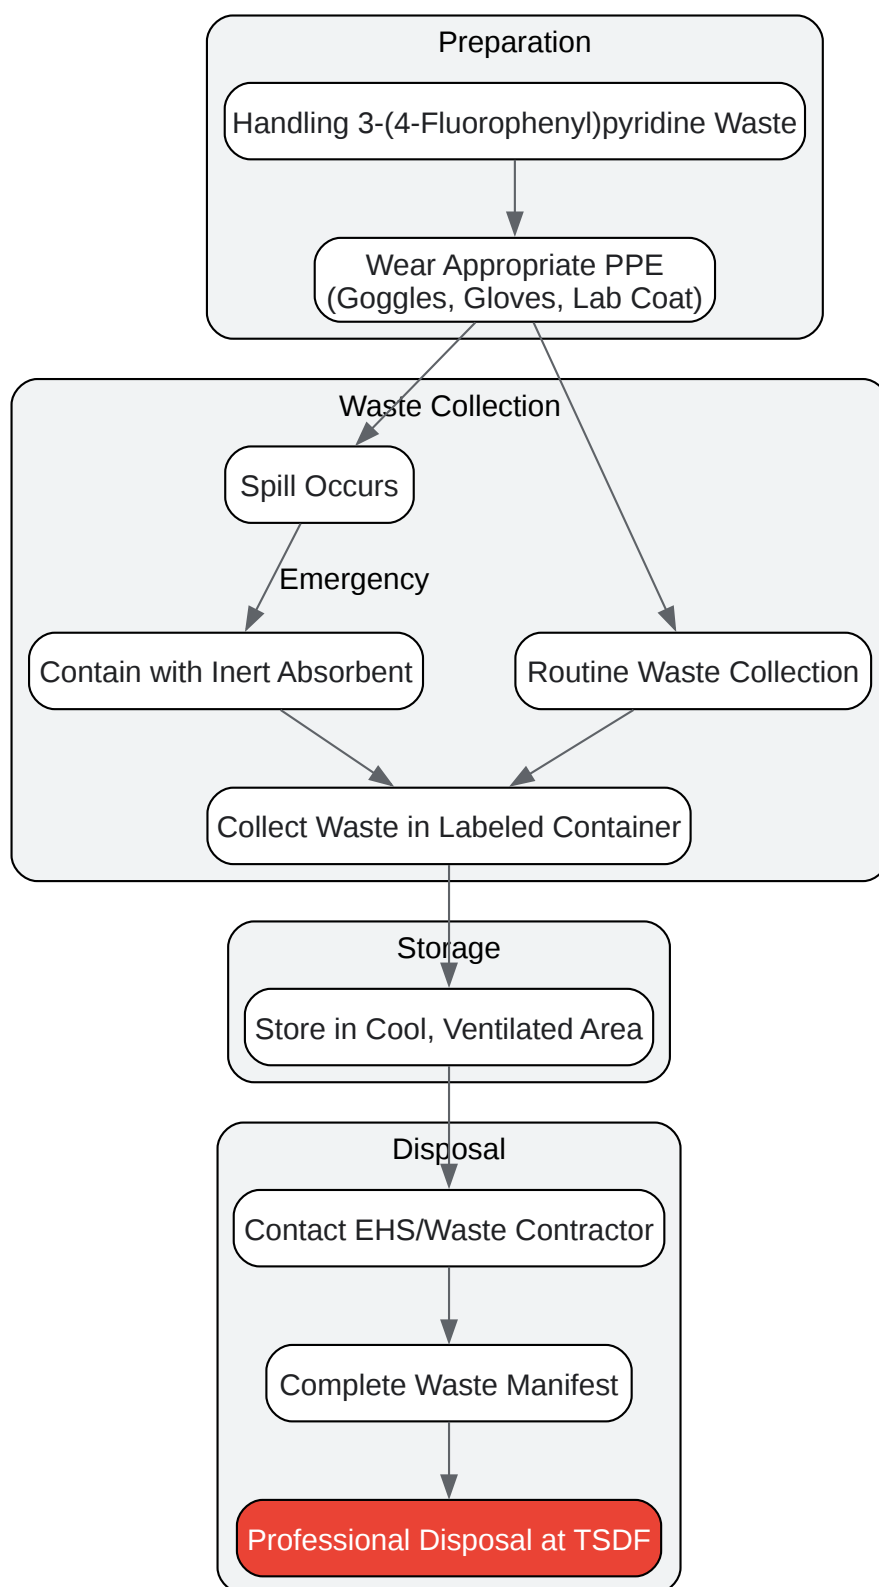 Preparation
Handling 3-(4-Fluorophenyl)pyridine Waste
Wear Appropriate PPE
(Goggles, Gloves, Lab Coat)
Waste Collection
Spill Occurs
Emergency
Contain with Inert Absorbent
Routine Waste Collection
Collect Waste in Labeled Container
Storage
Store in Cool, Ventilated Area
Disposal
Contact EHS/Waste Contractor
Complete Waste Manifest
Professional Disposal at TSDF